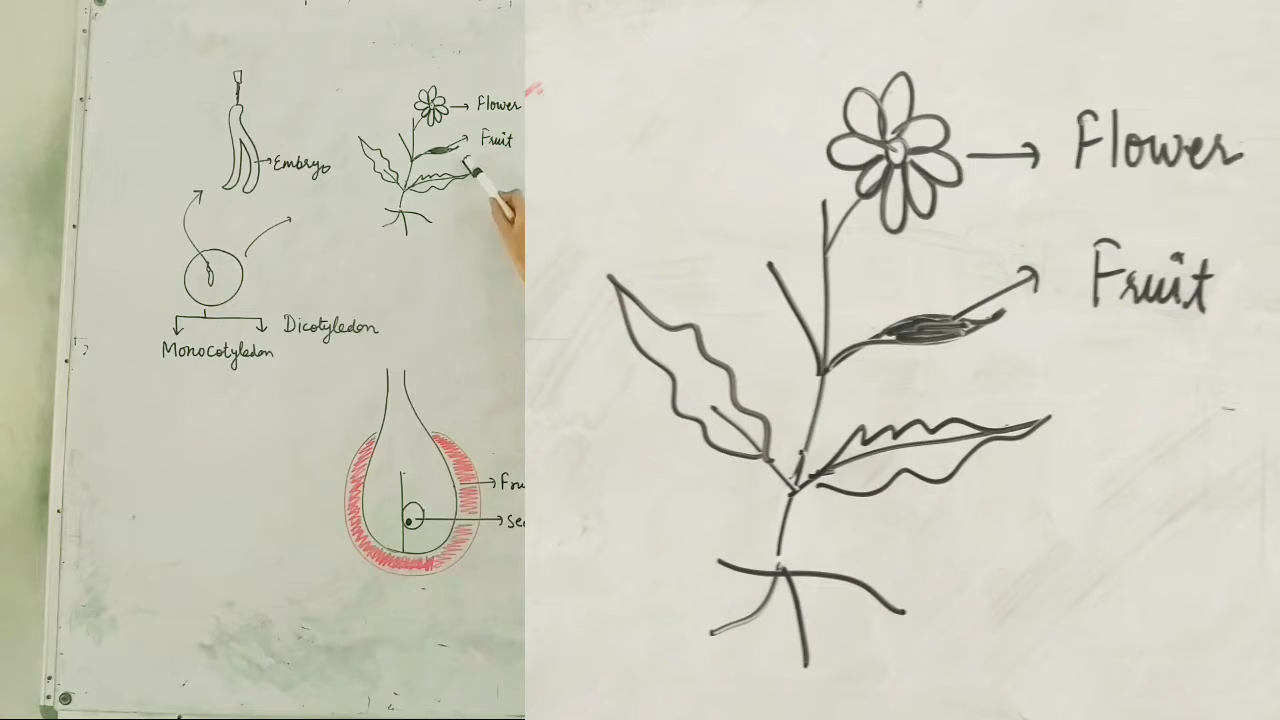 Flower
Fruit
Embryo
Dicotyledon
Monocotyledon
Flower
Fruit